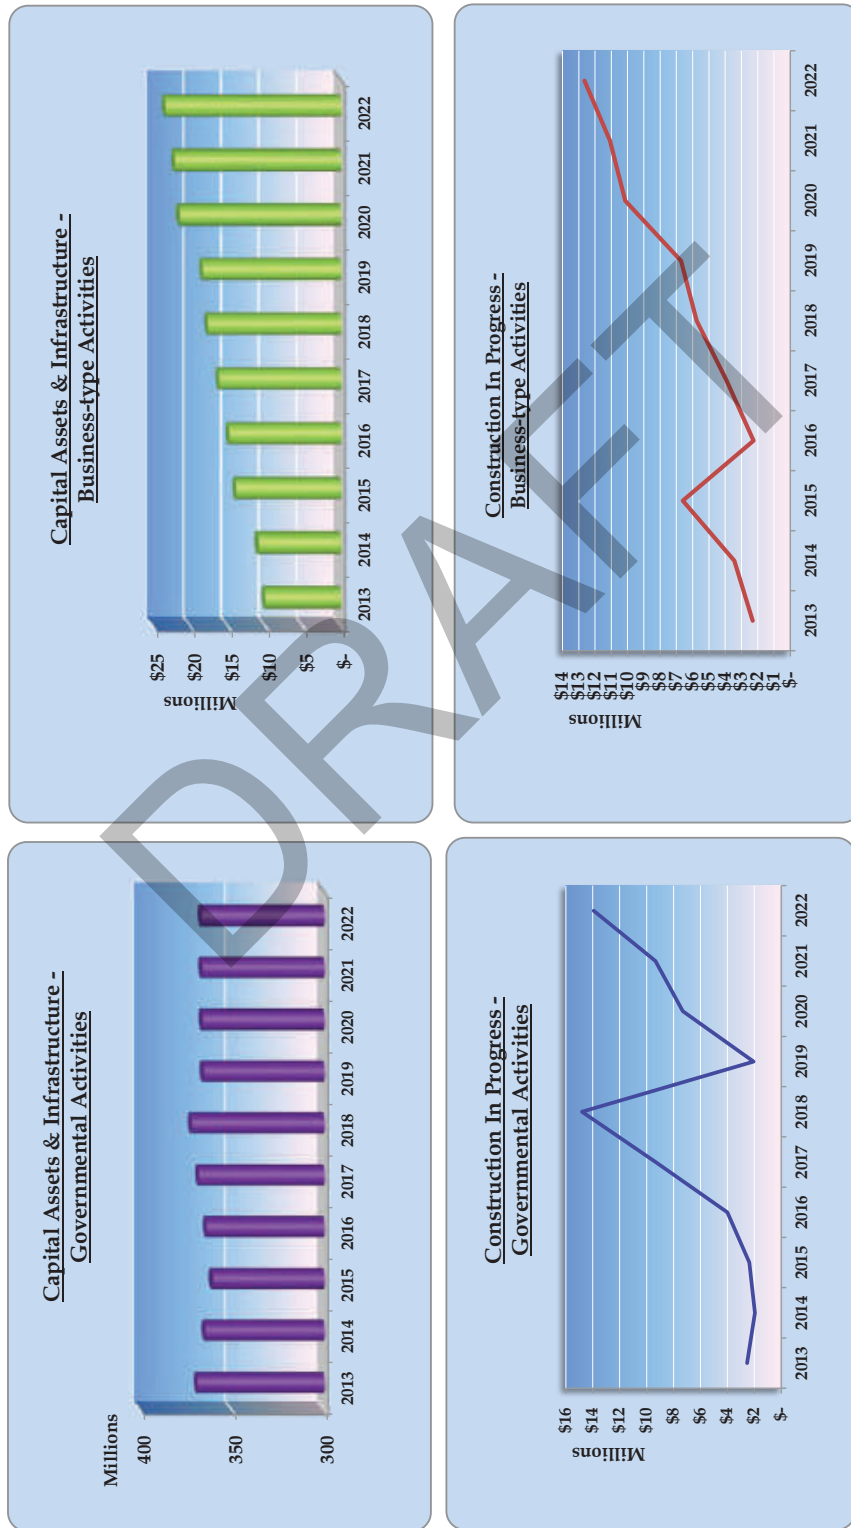 Capital Assets & Infrastructure -
Governmental Activities
Millions
400
350
300
2013 2014 2015 2016 2017 2018 2019 2020 2021 2022
Capital Assets & Infrastructure -
Business-type Activities
Millions
$25
$20
$15
$10
$5
$-
2013 2014 2015 2016 2017 2018 2019 2020 2021 2022
Construction In Progress -
Governmental Activities
Millions
$16
$14
$12
$10
$8
$6
$4
$2
$-
2013 2014 2015 2016 2017 2018 2019 2020 2021 2022
Construction In Progress -
Business-type Activities
Millions
$14
$13
$12
$11
$10
$9
$8
$7
$6
$5
$4
$3
$2
$1
$-
2013 2014 2015 2016 2017 2018 2019 2020 2021 2022
DRAFT